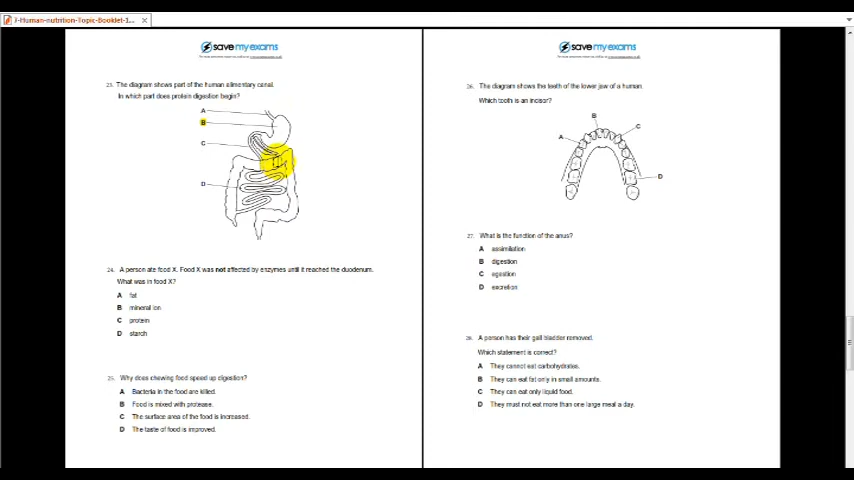 7-Human-nutrition-Topic-Booklet-1...
save my exams
23. The diagram shows part of the human alimentary canal.
In which part does protein digestion begin?
A
B
C
D
24. A person ate food X. Food X was not affected by enzymes until it reached the duodenum.
What was in food X?
A fat
B mineral ion
C protein
D starch
25. Why does chewing food speed up digestion?
A Bacteria in the food are killed.
B Food is mixed with protease.
C The surface area of the food is increased.
D The taste of food is improved.
save my exams
26. The diagram shows the teeth of the lower jaw of a human.
Which tooth is an incisor?
B
C
A
D
27. What is the function of the anus?
A assimilation
B digestion
C egestion
D excretion
28. A person has their gall bladder removed.
Which statement is correct?
A They cannot eat carbohydrates.
B They can eat fat only in small amounts.
C They can eat only liquid food.
D They must not eat more than one large meal a day.